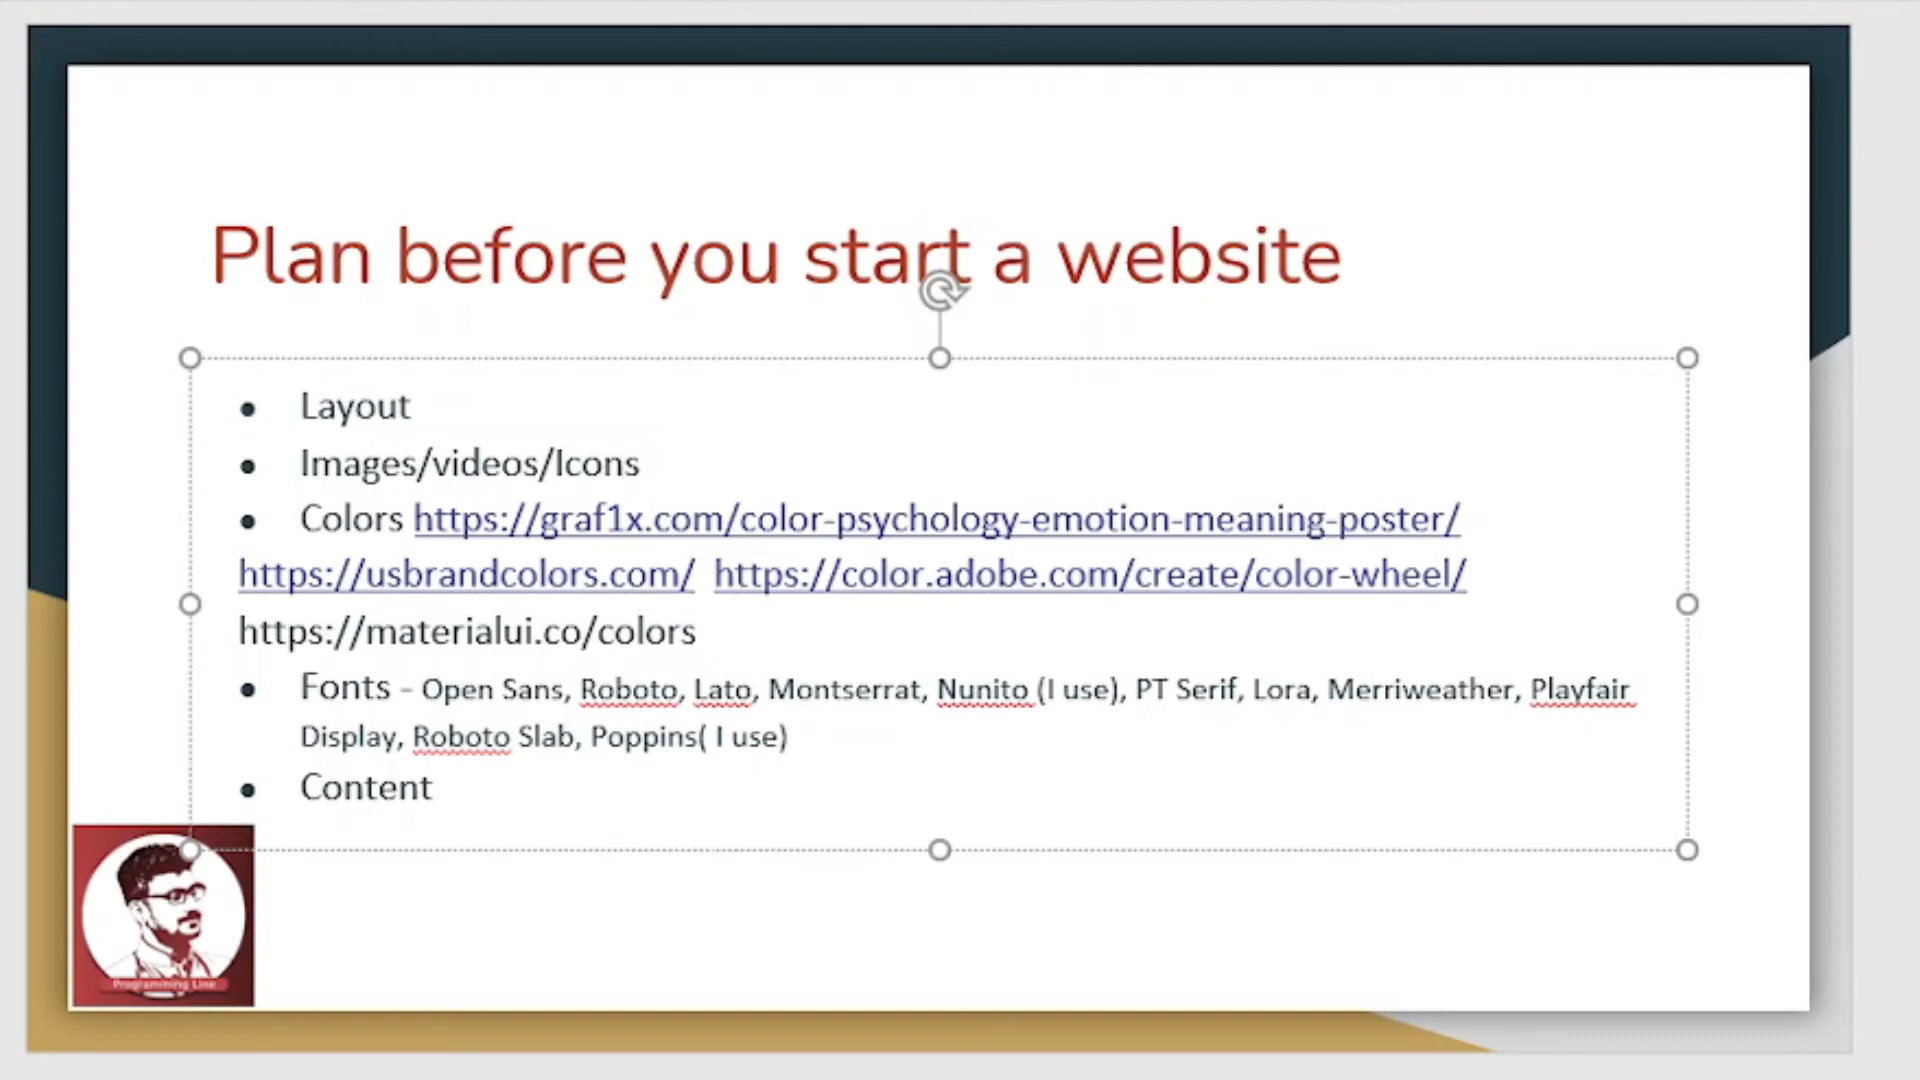 Plan before you start a website
● Layout
● Images/videos/Icons
● Colors https://graf1x.com/color-psychology-emotion-meaning-poster/
https://usbrandcolors.com/ https://color.adobe.com/create/color-wheel/
https://materialui.co/colors
● Fonts – Open Sans, Roboto, Lato, Montserrat, Nunito (I use), PT Serif, Lora, Merriweather, Playfair
Display, Roboto Slab, Poppins( I use)
● Content
Programming Line